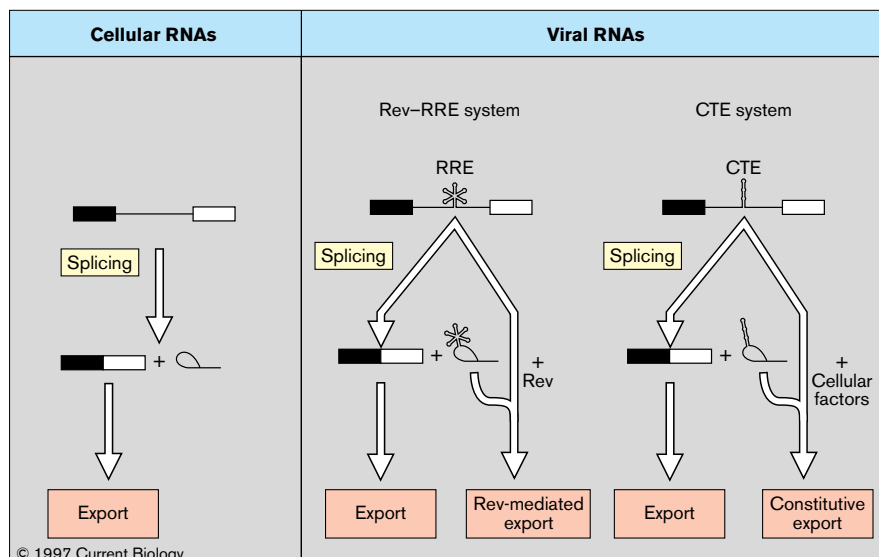 Cellular RNAs
Viral RNAs
Rev–RRE system
CTE system
RRE
CTE
Splicing
Splicing
Splicing
+
+
+
Rev
+
+
Cellular
factors
Export
Export
Rev-mediated
export
Export
Constitutive
export
© 1997 Current Biology